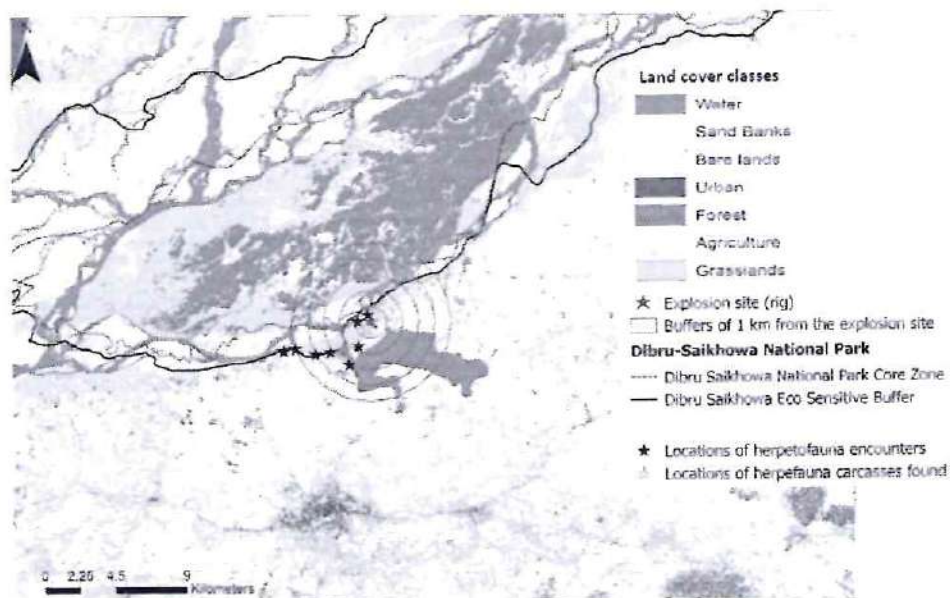 Land cover classes
Water
Sand Banks
Bare lands
Urban
Forest
Agriculture
Grasslands
Explosion site (rig)
Buffers of 1 km from the explosion site
Dibru-Saikhowa National Park
Dibru Saikhowa National Park Core Zone
Dibru Saikhowa Eco Sensitive Buffer
Locations of herpetofauna encounters
Locations of herpefauna carcasses found
0 2.25 4.5 9
Kilometers